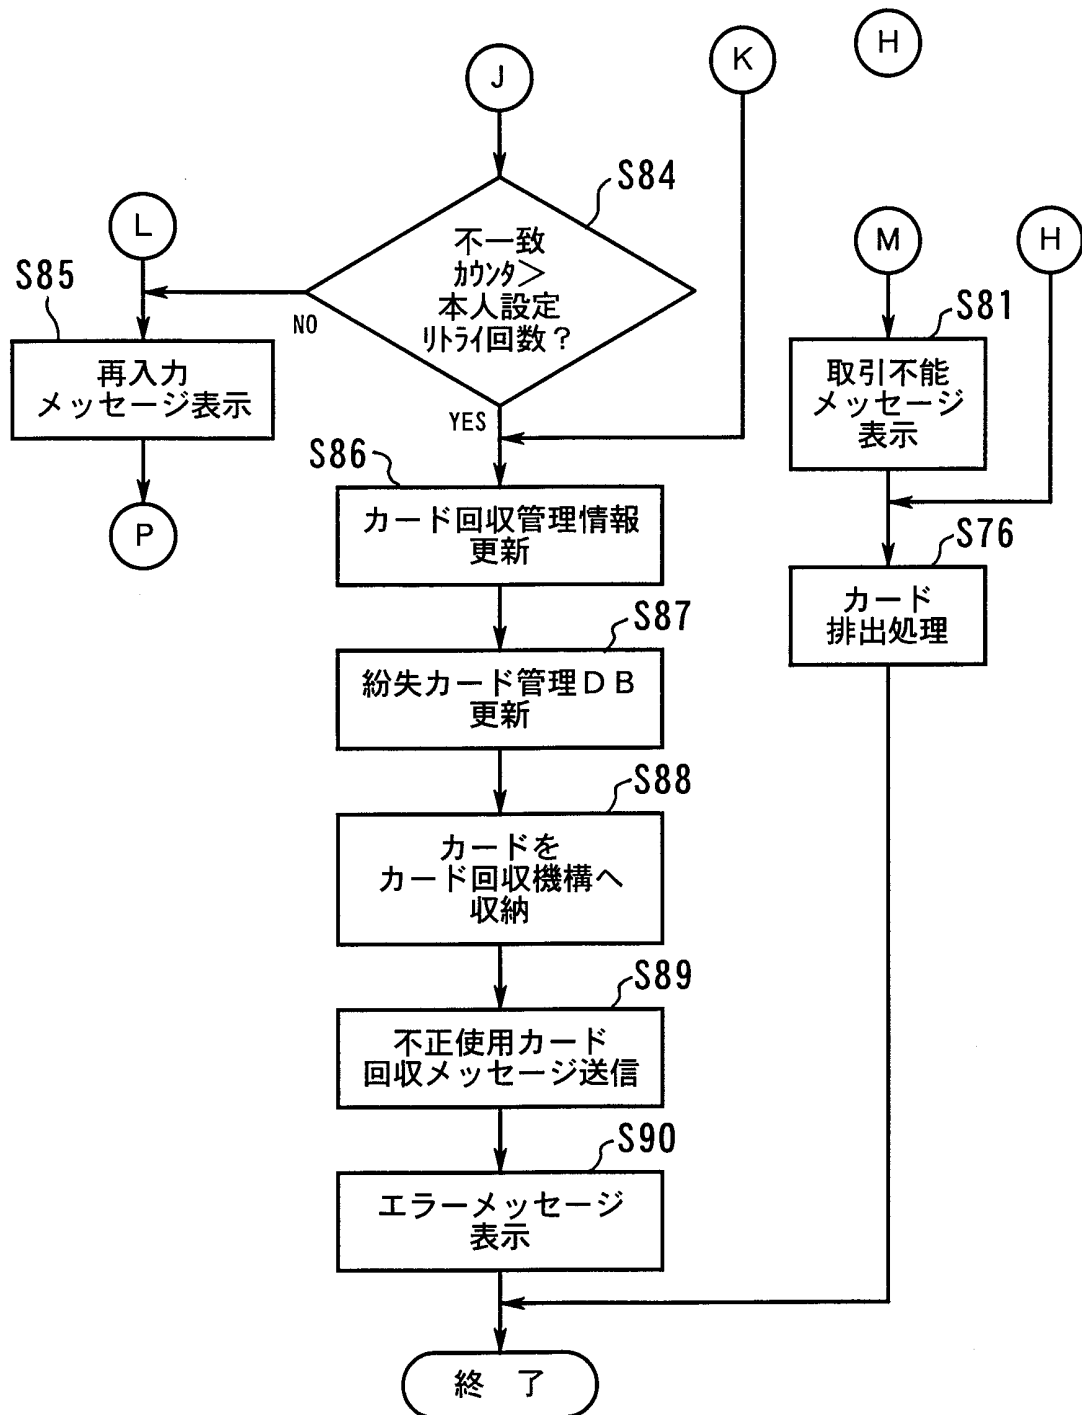 H
K
J
S84
不一致
ｶｳﾝﾀ＞
本人設定
ﾘﾄﾗｲ回数？
NO
YES
L
S85
再入力
メッセージ表示
P
M
H
S81
取引不能
メッセージ
表示
S76
カード
排出処理
S86
カード回収管理情報
更新
S87
紛失カード管理ＤＢ
更新
S88
カードを
カード回収機構へ
収納
S89
不正使用カード
回収メッセージ送信
S90
エラーメッセージ
表示
終　了